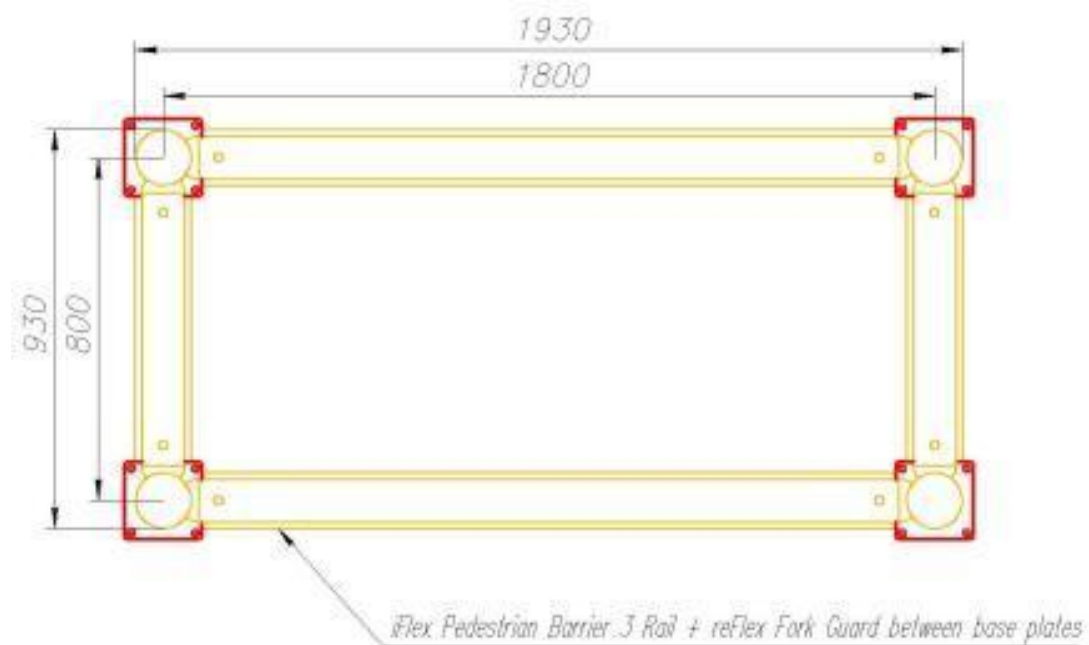 1930
1800
930
800
iFlex Pedestrian Barrier 3 Rail + reFlex Fork Guard between base plates